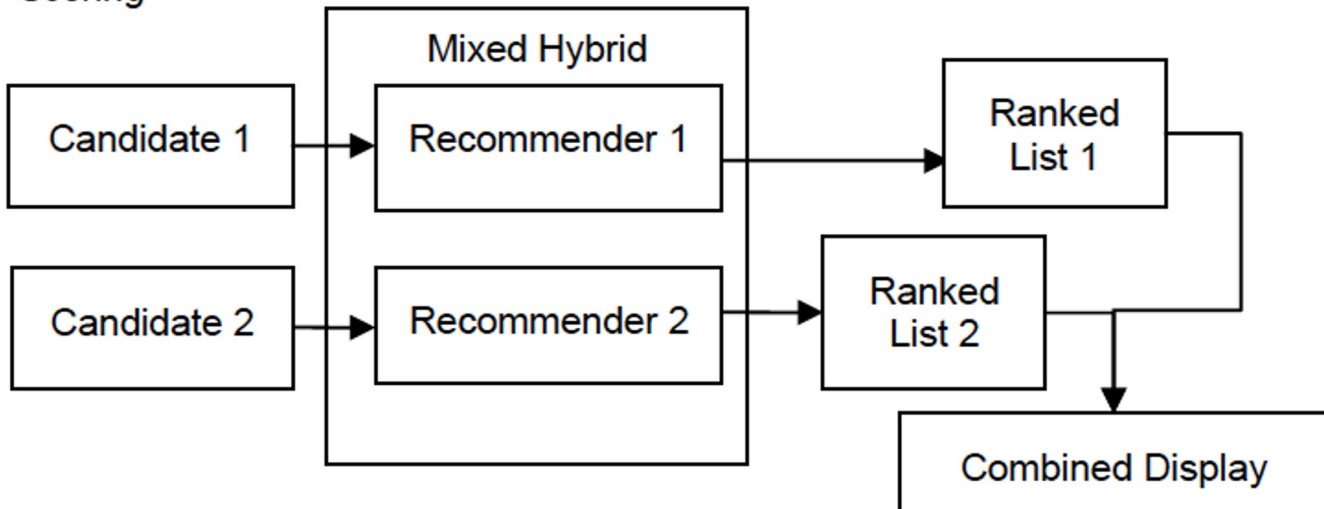 Mixed Hybrid
Candidate 1
Recommender 1
Ranked
List 1
Candidate 2
Recommender 2
Ranked
List 2
Combined Display